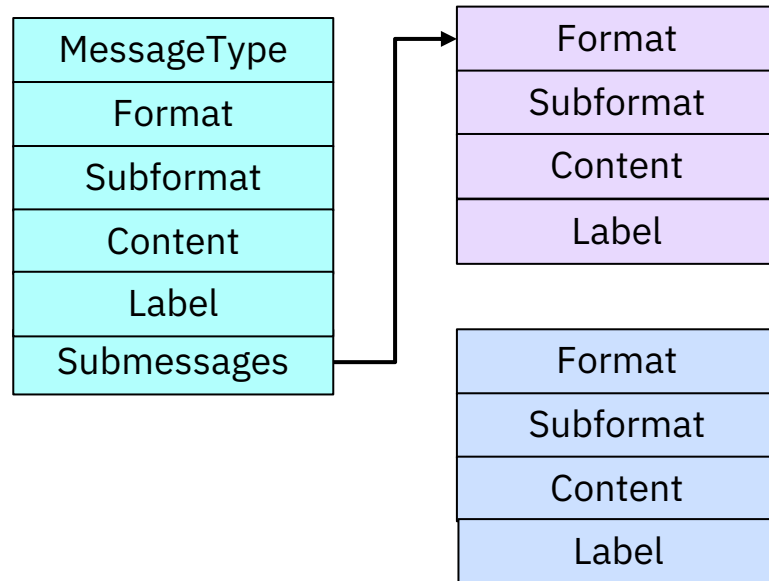 MessageType
Format
Subformat
Content
Label
Submessages
Format
Subformat
Content
Label
Format
Subformat
Content
Label